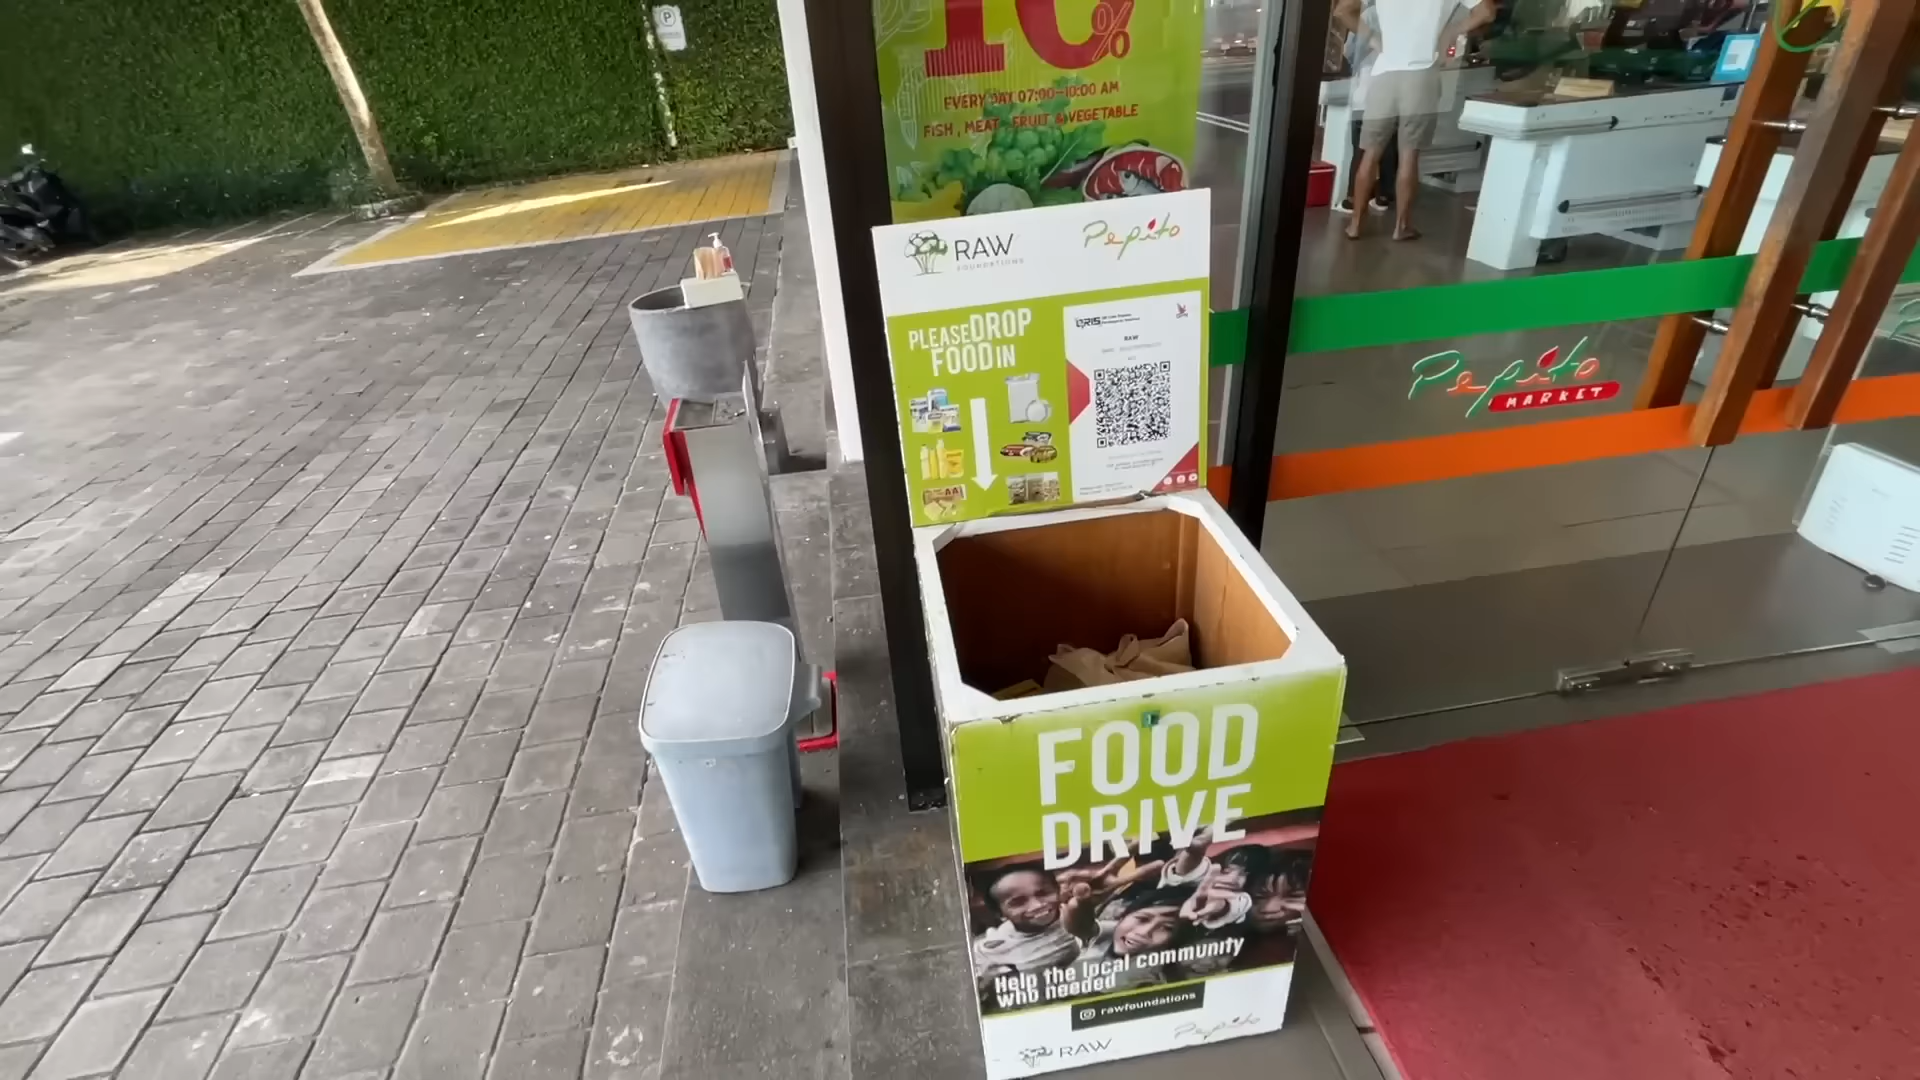 P
10%
EVERY DAY 07:00-10:00 AM
FISH, MEAT, FRUIT & VEGETABLE
RAW
FOUNDATIONS
Pepito
PLEASE DROP
FOOD IN
QRIS
RAW
AA
Pepito
MARKET
FOOD
DRIVE
Help the local community
who needed
rawfoundations
RAW
Pepito